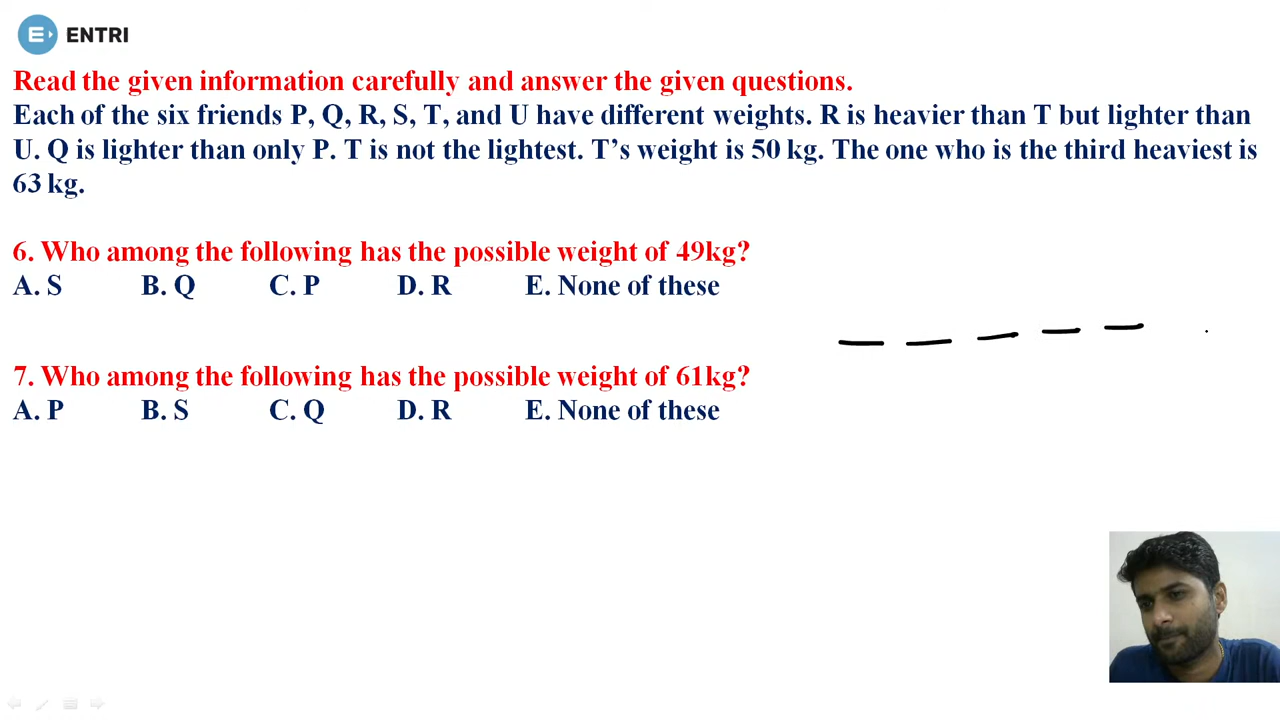 ENTRI
Read the given information carefully and answer the given questions.
Each of the six friends P, Q, R, S, T, and U have different weights. R is heavier than T but lighter than
U. Q is lighter than only P. T is not the lightest. T’s weight is 50 kg. The one who is the third heaviest is
63 kg.
6. Who among the following has the possible weight of 49kg?
A. S B. Q C. P D. R E. None of these
7. Who among the following has the possible weight of 61kg?
A. P B. S C. Q D. R E. None of these